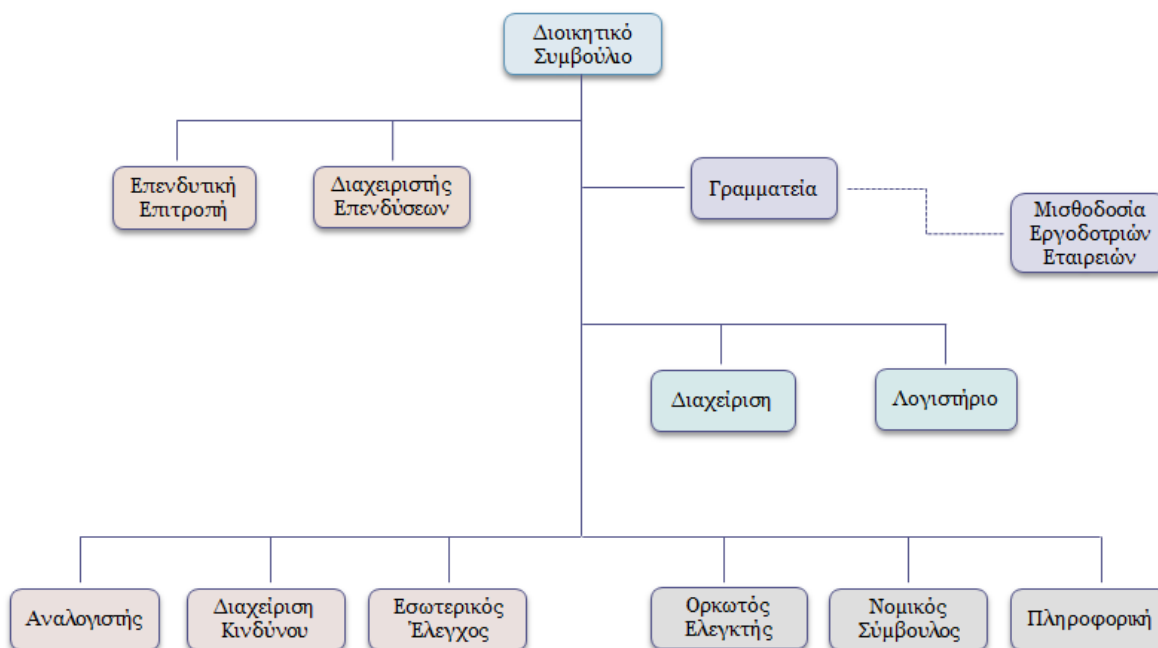 Διοικητικό
Συμβούλιο
Επενδυτική
Επιτροπή
Διαχειριστής
Επενδύσεων
Γραμματεία
Μισθοδοσία
Εργοδοτριών
Εταιρειών
Διαχείριση
Λογιστήριο
Αναλογιστής
Διαχείριση
Κινδύνου
Εσωτερικός
Έλεγχος
Ορκωτός
Ελεγκτής
Νομικός
Σύμβουλος
Πληροφορική